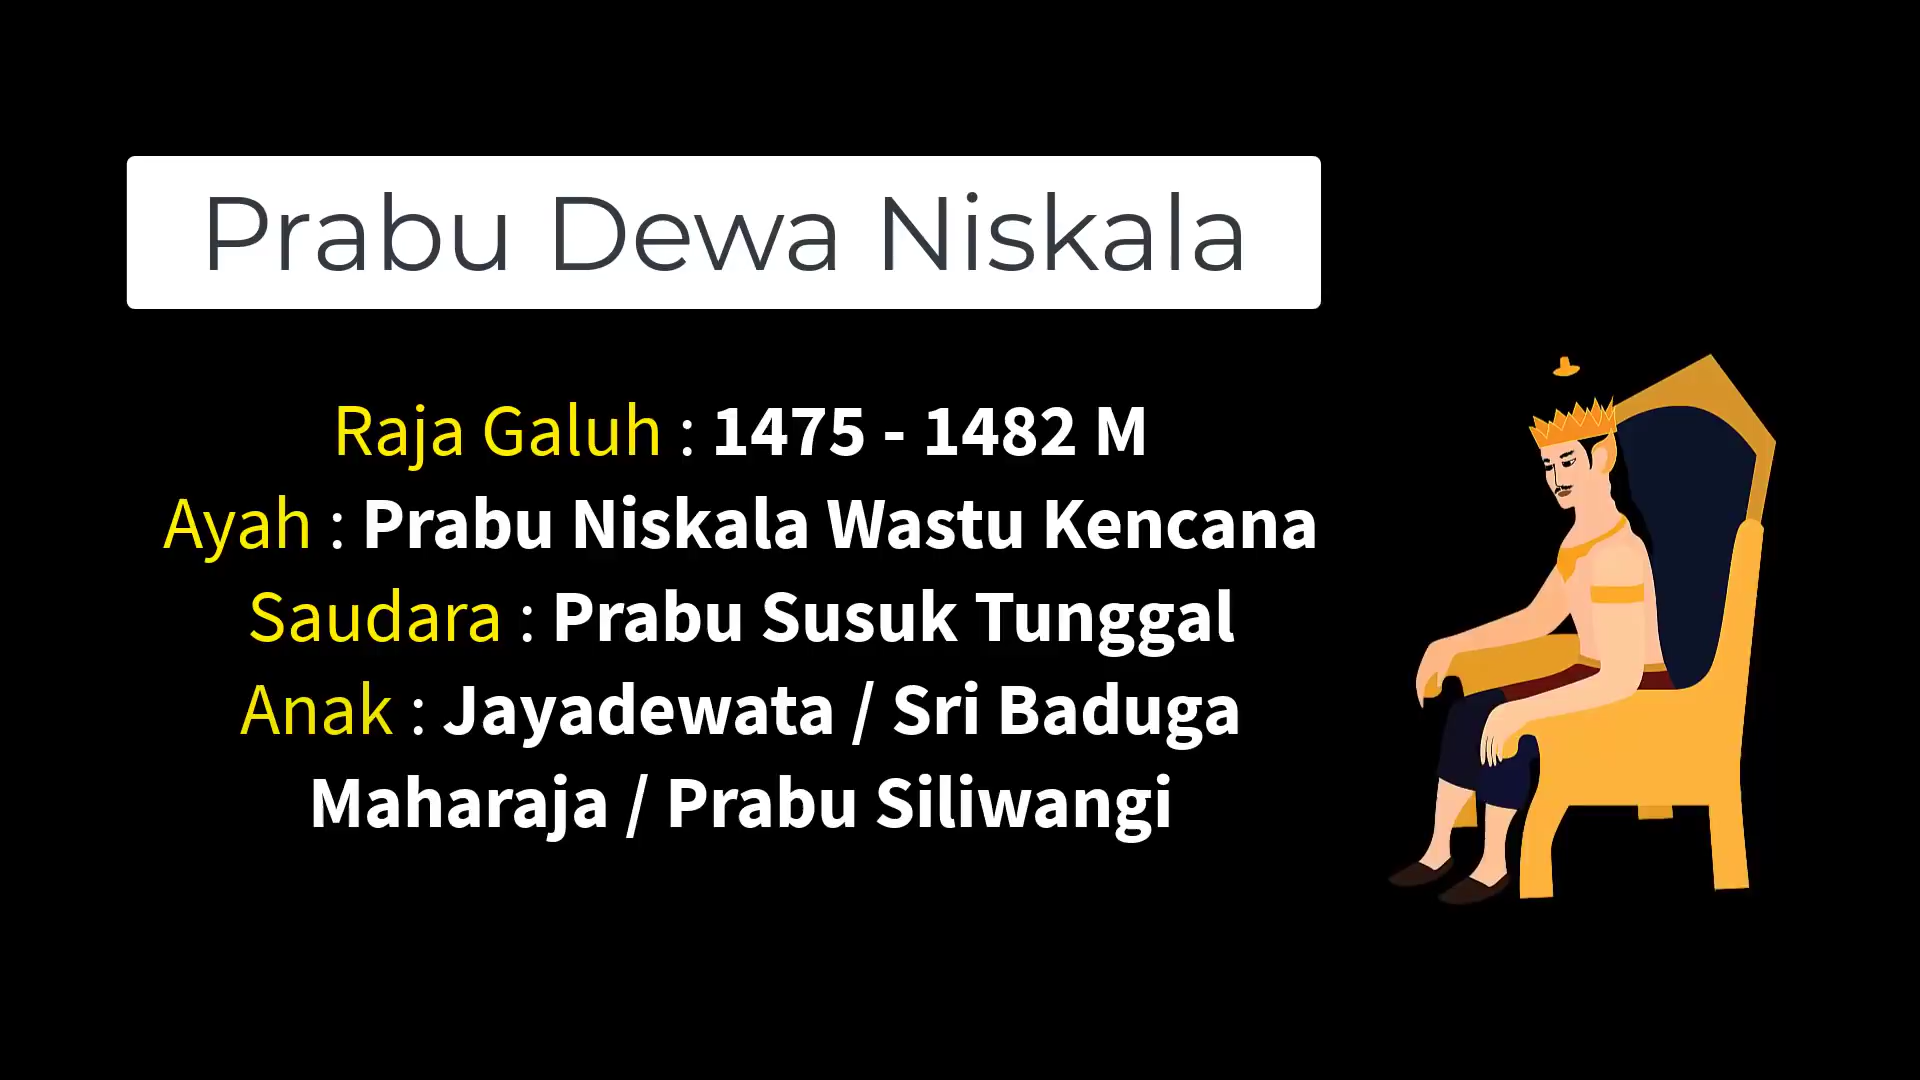 Prabu Dewa Niskala
Raja Galuh : 1475 - 1482 M
Ayah : Prabu Niskala Wastu Kencana
Saudara : Prabu Susuk Tunggal
Anak : Jayadewata / Sri Baduga
Maharaja / Prabu Siliwangi